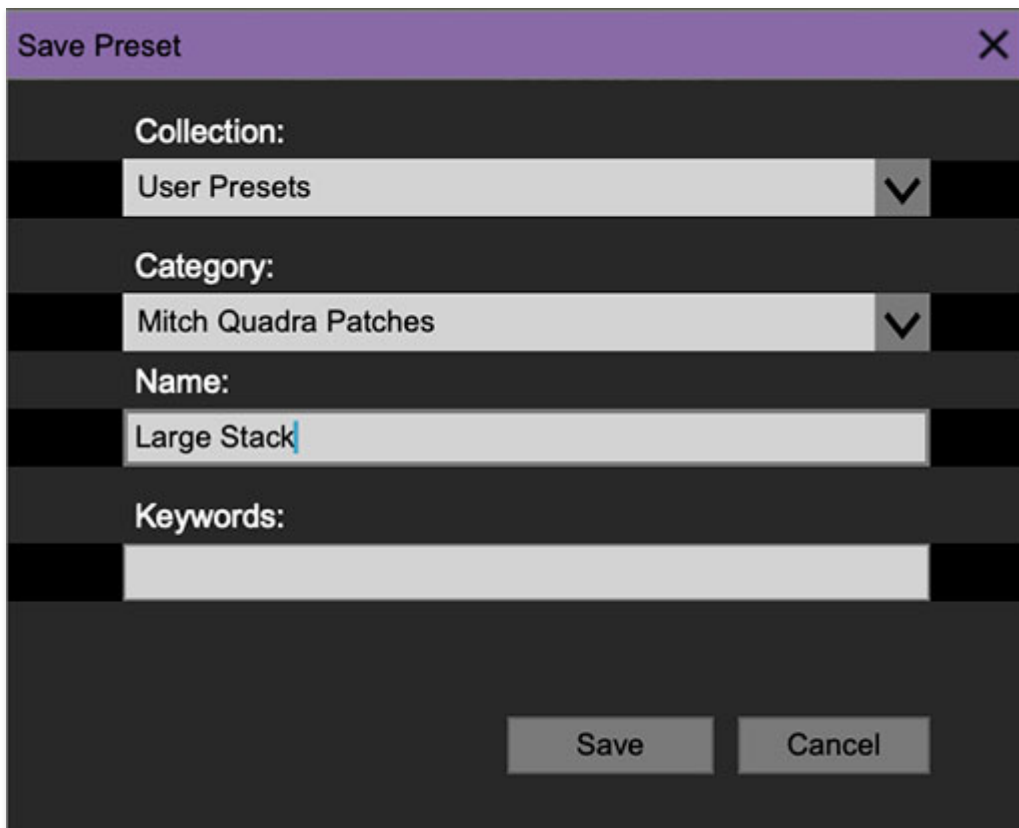 Save Preset
Collection:
User Presets
Category:
Mitch Quadra Patches
Name:
Large Stack
Keywords:
Save Cancel